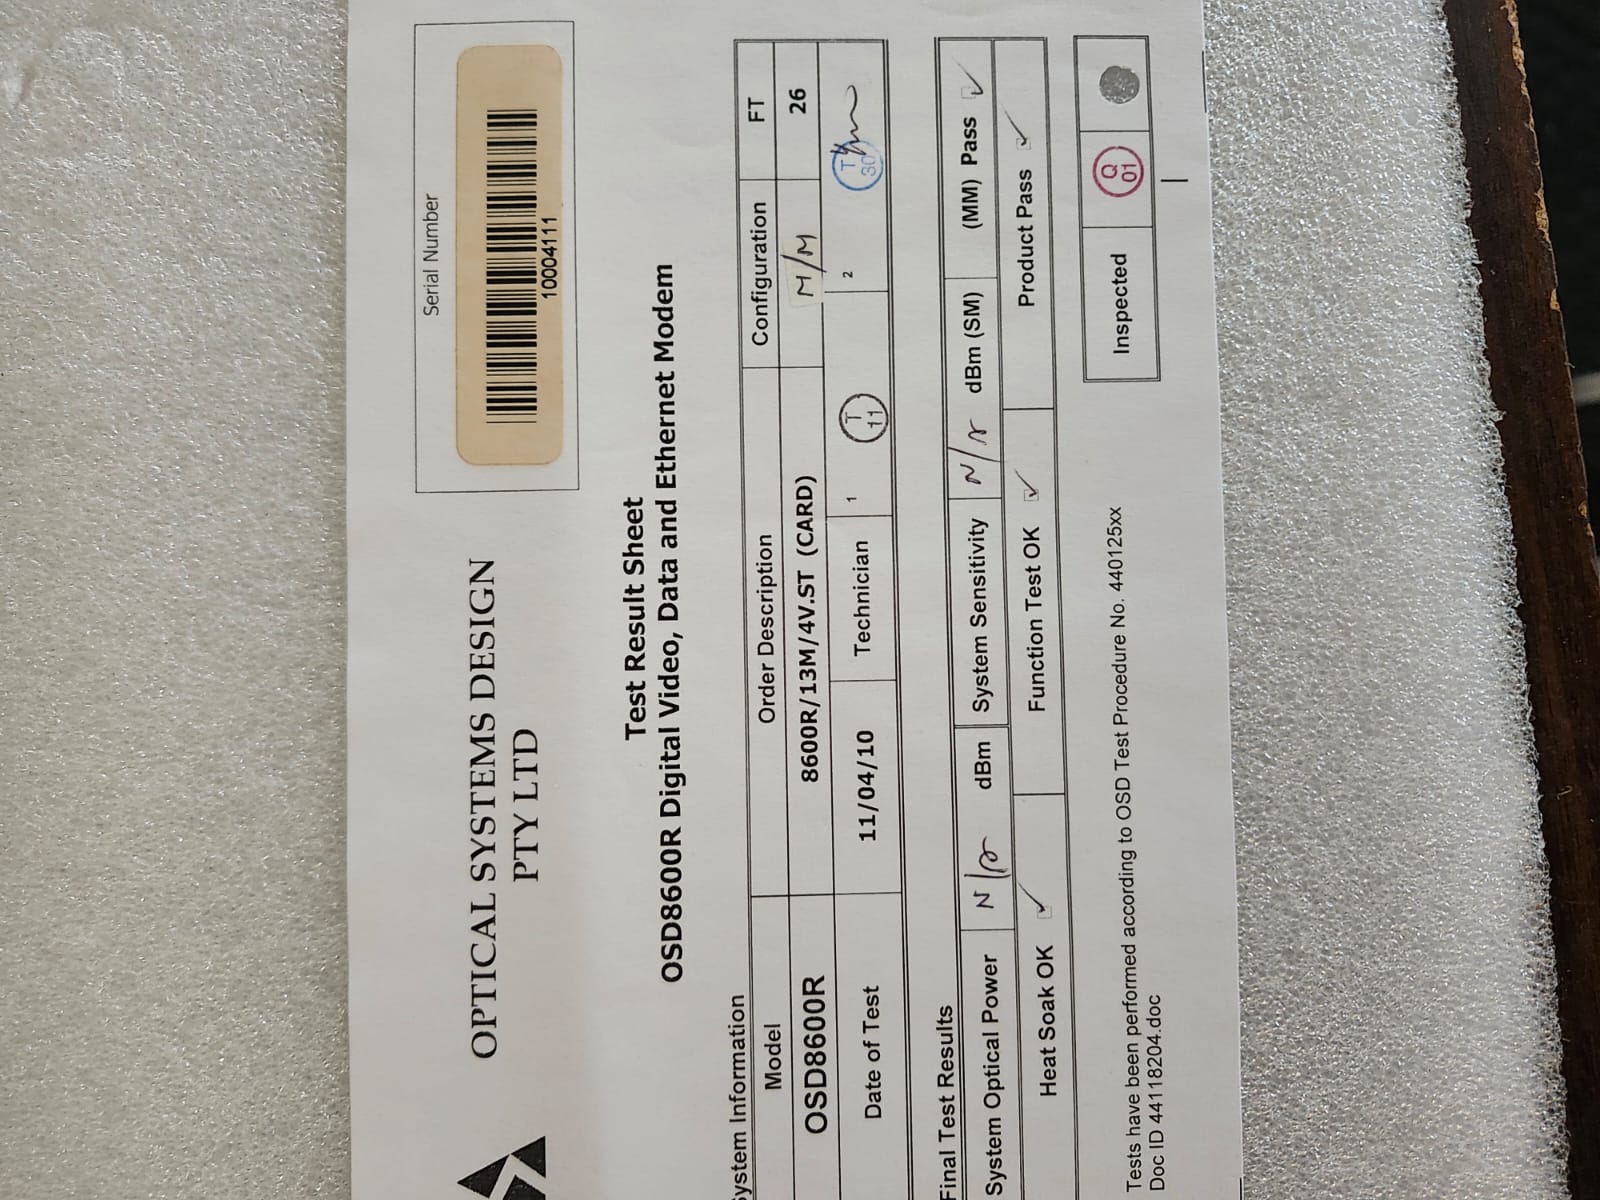 OPTICAL SYSTEMS DESIGN
PTY LTD
Serial Number
10004111
Test Result Sheet
OSD8600R Digital Video, Data and Ethernet Modem
System Information
Model Order Description Configuration FT
OSD8600R 8600R/13M/4V.ST (CARD) M/M 26
Date of Test 11/04/10 Technician 1 T 11 2 T 30
Final Test Results
System Optical Power dBm System Sensitivity dBm (SM) (MM) Pass
Heat Soak OK Function Test OK Product Pass
Inspected Q 01
Tests have been performed according to OSD Test Procedure No. 440125xx
Doc ID 44118204.doc